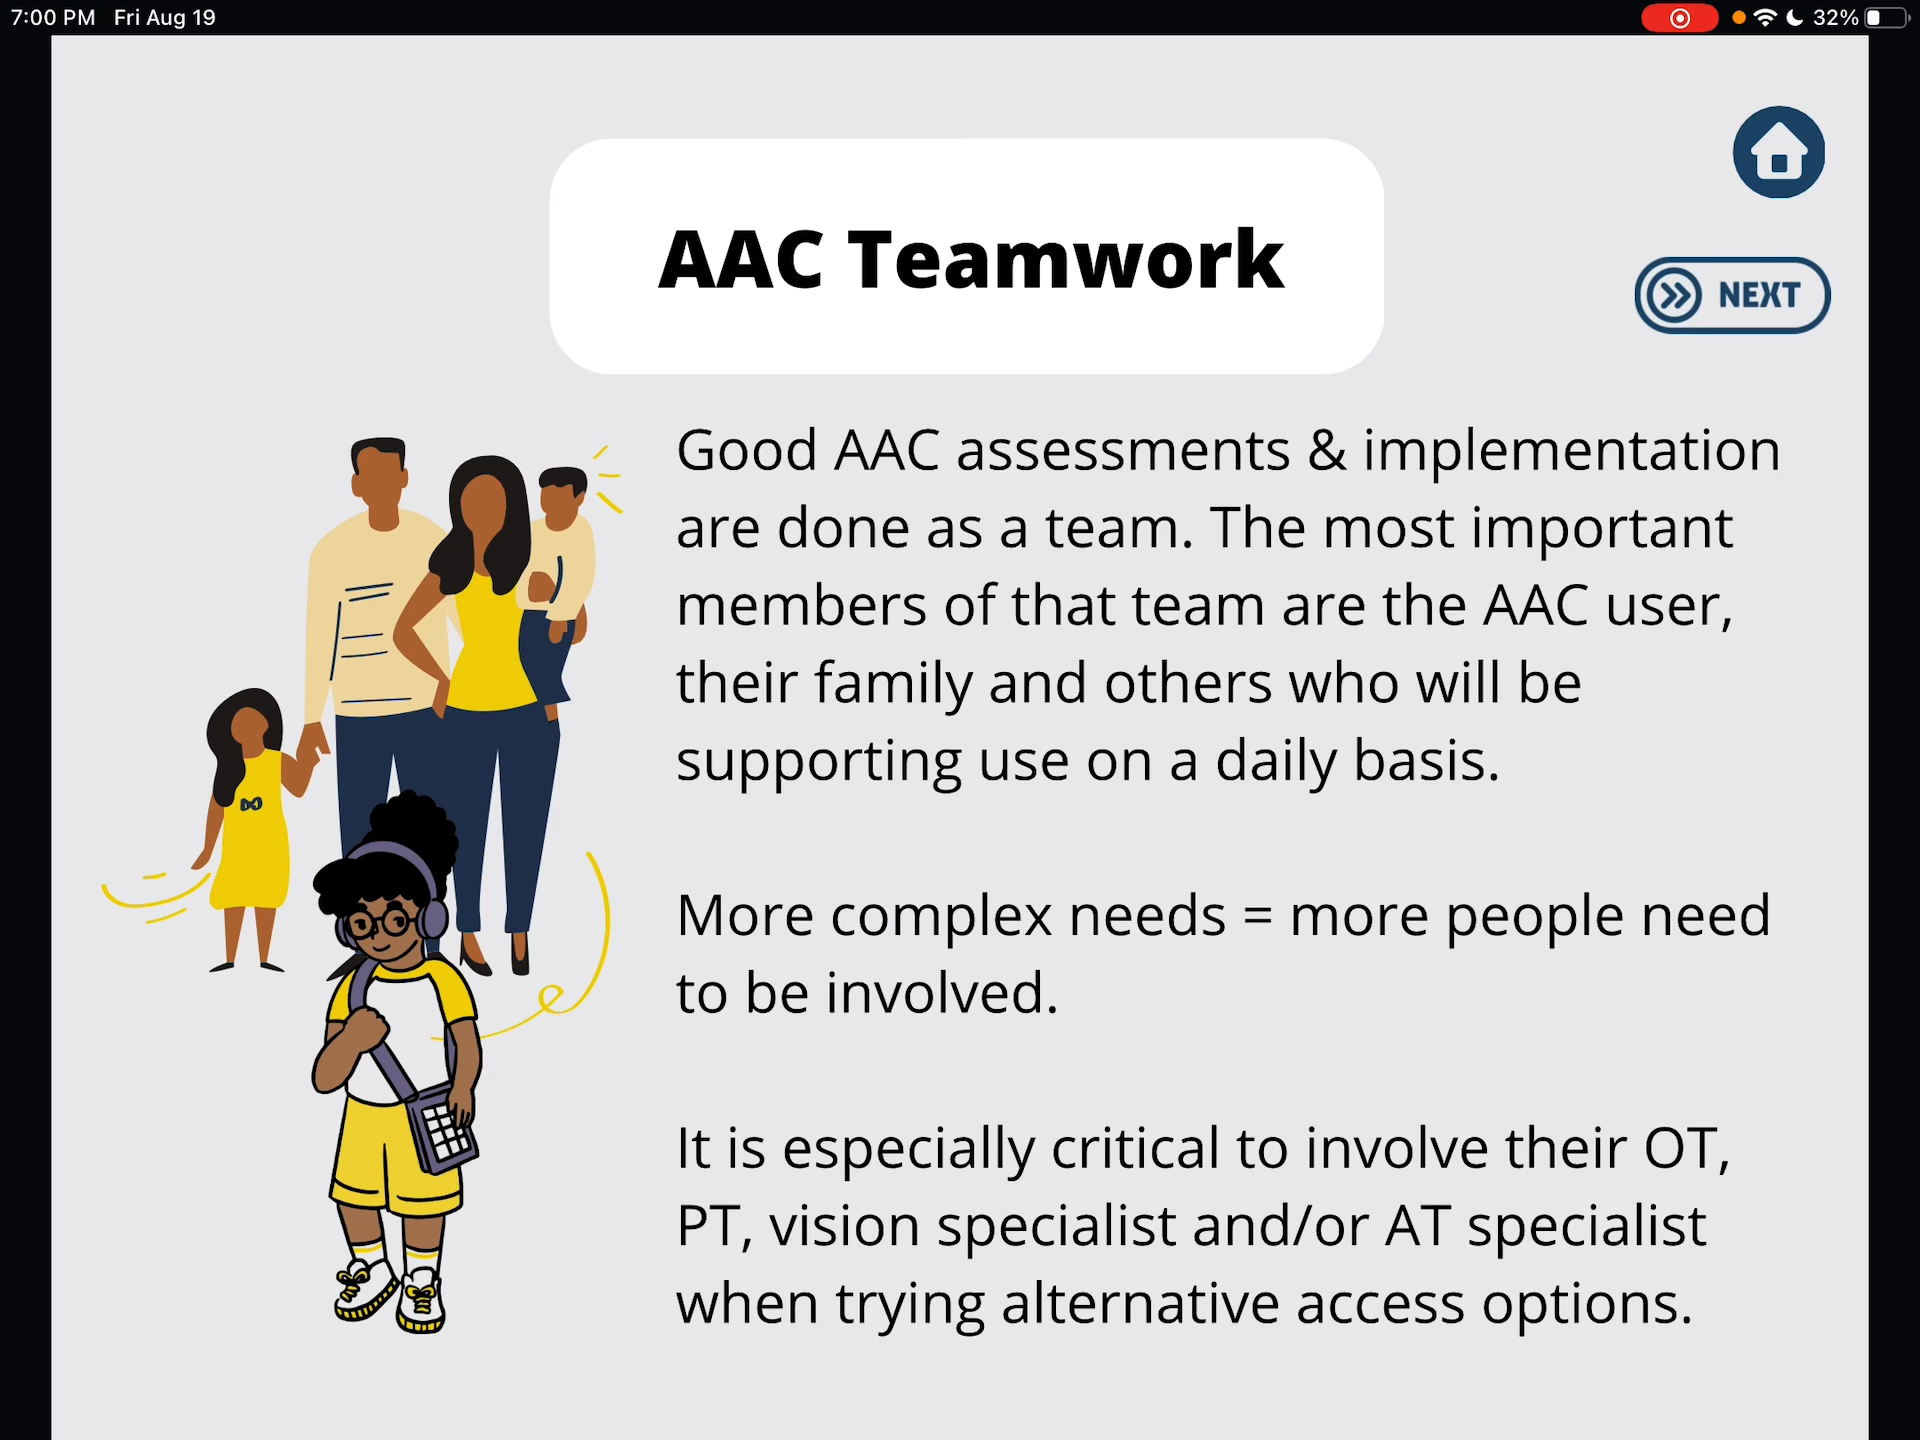 7:00 PM Fri Aug 19
32%
AAC Teamwork
NEXT
Good AAC assessments & implementation
are done as a team. The most important
members of that team are the AAC user,
their family and others who will be
supporting use on a daily basis.
More complex needs = more people need
to be involved.
It is especially critical to involve their OT,
PT, vision specialist and/or AT specialist
when trying alternative access options.